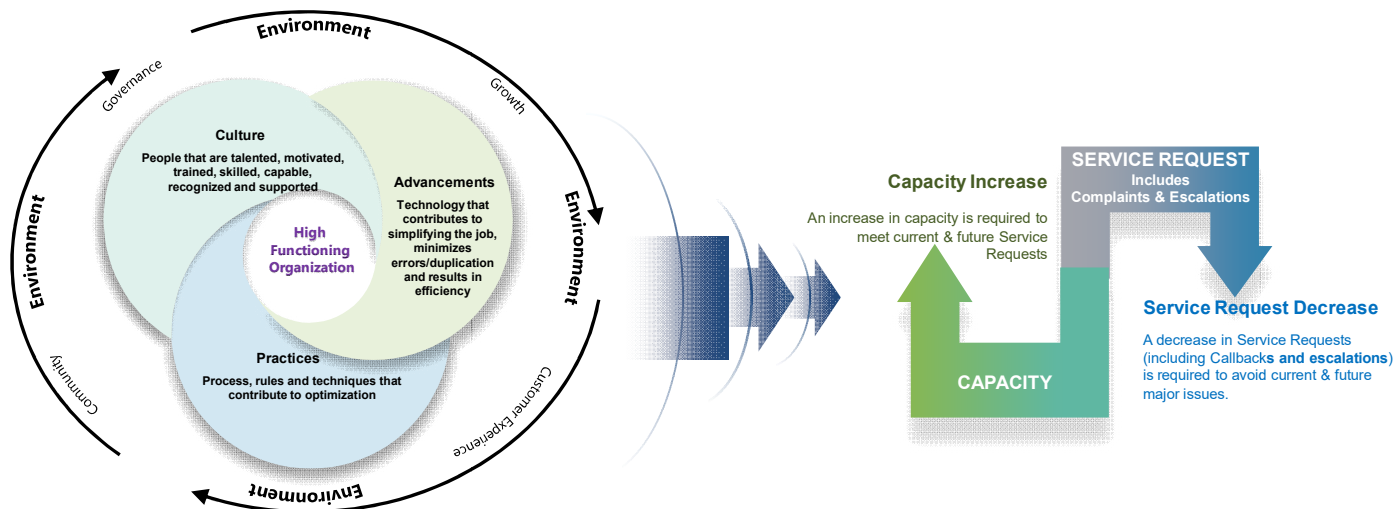 Environment
Governance
Growth
Culture
People that are talented, motivated,
trained, skilled, capable,
recognized and supported
Advancements
Technology that
contributes to
simplifying the job,
minimizes
errors/duplication
and results in
efficiency
High
Functioning
Organization
Environment
Environment
Practices
Process, rules and techniques that
contribute to optimization
Community
Customer Experience
Environment
Capacity Increase
An increase in capacity is required to
meet current & future Service
Requests
CAPACITY
SERVICE REQUEST
Includes
Complaints & Escalations
Service Request Decrease
A decrease in Service Requests
(including Callbacks and escalations)
is required to avoid current & future
major issues.